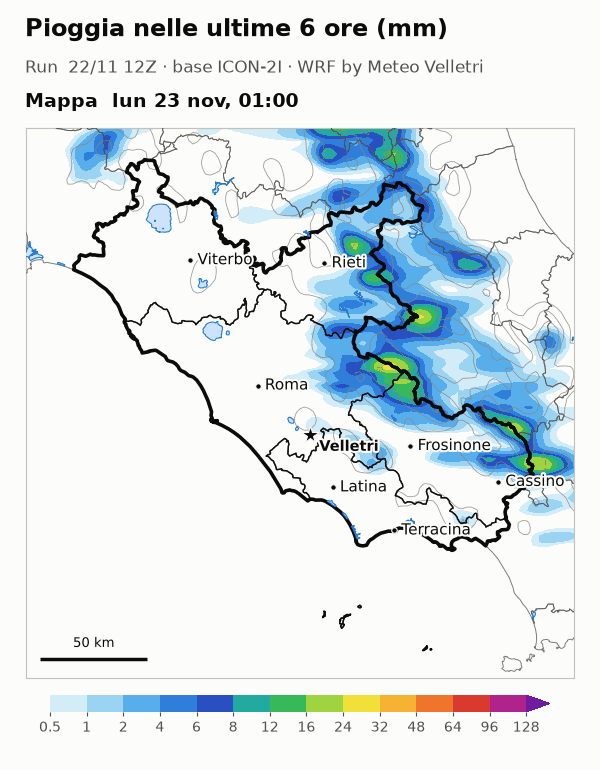 Pioggia nelle ultime 6 ore (mm)
Run  22/11 12Z · base ICON-2I · WRF by Meteo Velletri
Mappa  lun 23 nov, 01:00
Viterbo
Rieti
Roma
Velletri
Frosinone
Cassino
Latina
Terracina
50 km
0.5 1 2 4 6 8 12 16 24 32 48 64 96 128